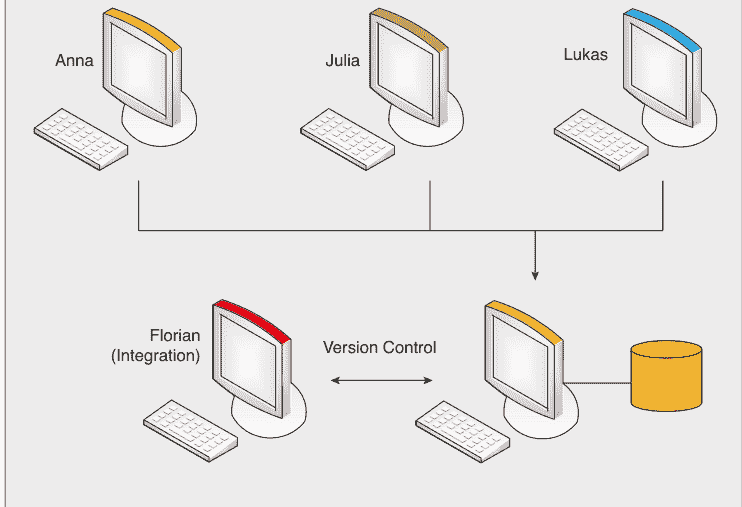 Anna
Julia
Lukas
Florian
(Integration)
Version Control